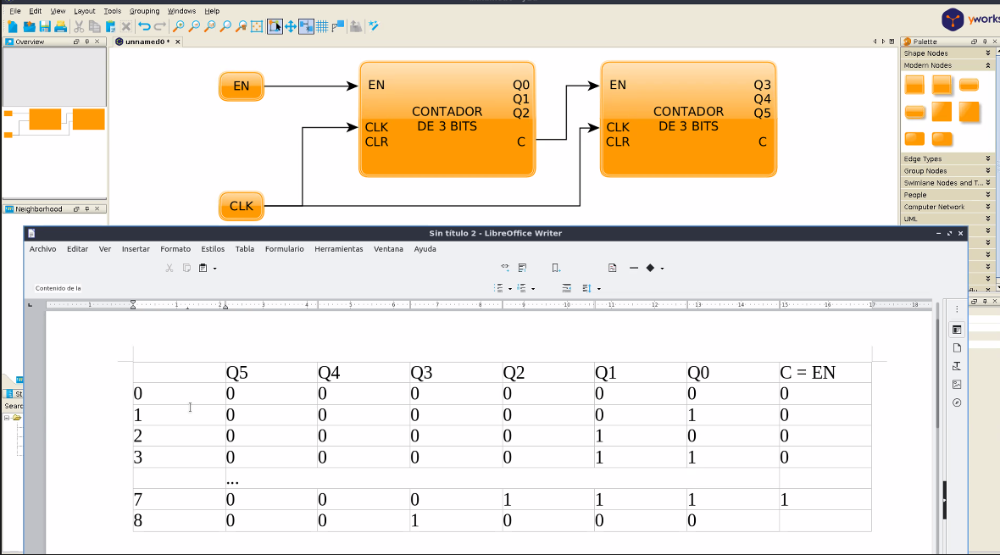 File Edit View Layout Tools Grouping Windows Help
yworks
Overview
unnamed0 *
Palette
Shape Nodes
Modern Nodes
EN
EN
CONTADOR
DE 3 BITS
CLK
CLR
Q0
Q1
Q2
C
EN
CONTADOR
DE 3 BITS
CLK
CLR
Q3
Q4
Q5
C
CLK
Edge Types
Group Nodes
Swimlane Nodes and T...
People
Computer Network
UML
Neighborhood
Sin título 2 - LibreOffice Writer
Archivo Editar Ver Insertar Formato Estilos Tabla Formulario Herramientas Ventana Ayuda
Contenido de la
1 1 2 3 4 5 6 7 8 9 10 11 12 13 14 15 16 17 18
St
Searc
Q5 Q4 Q3 Q2 Q1 Q0 C = EN
0 0 0 0 0 0 0 0
1 0 0 0 0 0 1 0
2 0 0 0 0 1 0 0
3 0 0 0 0 1 1 0
...
7 0 0 0 1 1 1 1
8 0 0 1 0 0 0